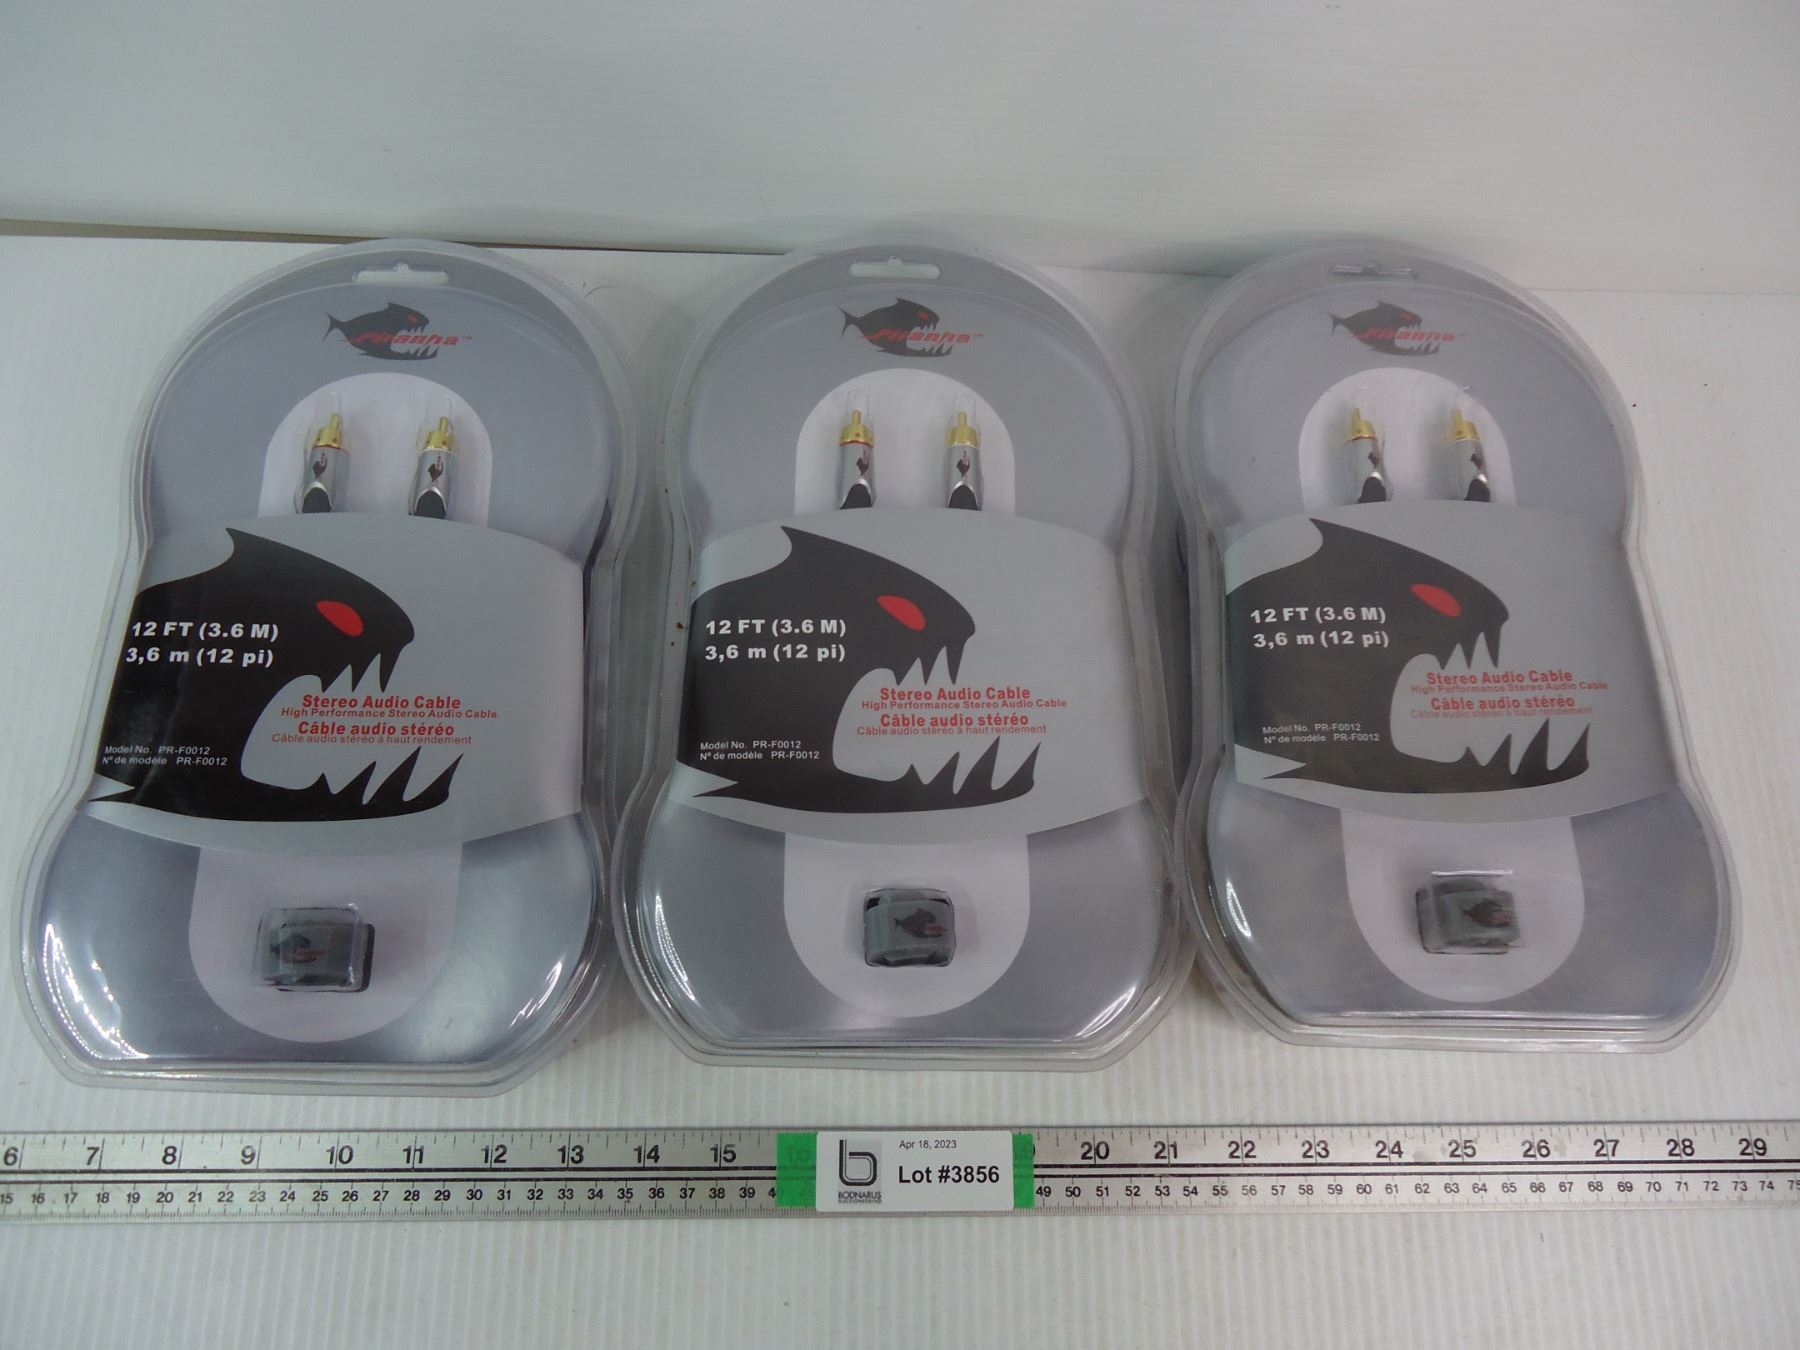 Piranha™
12 FT (3.6 M)
3,6 m (12 pi)
Stereo Audio Cable
High Performance Stereo Audio Cable
Câble audio stéréo
Câble audio stéréo à haut rendement
Model No. PR-F0012
Nº de modèle PR-F0012
Piranha™
12 FT (3.6 M)
3,6 m (12 pi)
Stereo Audio Cable
High Performance Stereo Audio Cable
Câble audio stéréo
Câble audio stéréo à haut rendement
Model No. PR-F0012
Nº de modèle PR-F0012
Piranha™
12 FT (3.6 M)
3,6 m (12 pi)
Stereo Audio Cable
High Performance Stereo Audio Cable
Câble audio stéréo
Câble audio stéréo à haut rendement
Model No. PR-F0012
Nº de modèle PR-F0012
6 7 8 9 10 11 12 13 14 15 20 21 22 23 24 25 26 27 28 29
15 16 17 18 19 20 21 22 23 24 25 26 27 28 29 30 31 32 33 34 35 36 37 38 39 49 50 51 52 53 54 55 56 57 58 59 60 61 62 63 64 65 66 67 68 69 70 71 72 73 74 75
Apr 18, 2023
Lot #3856
b
BODNARUS
AUCTIONEERING